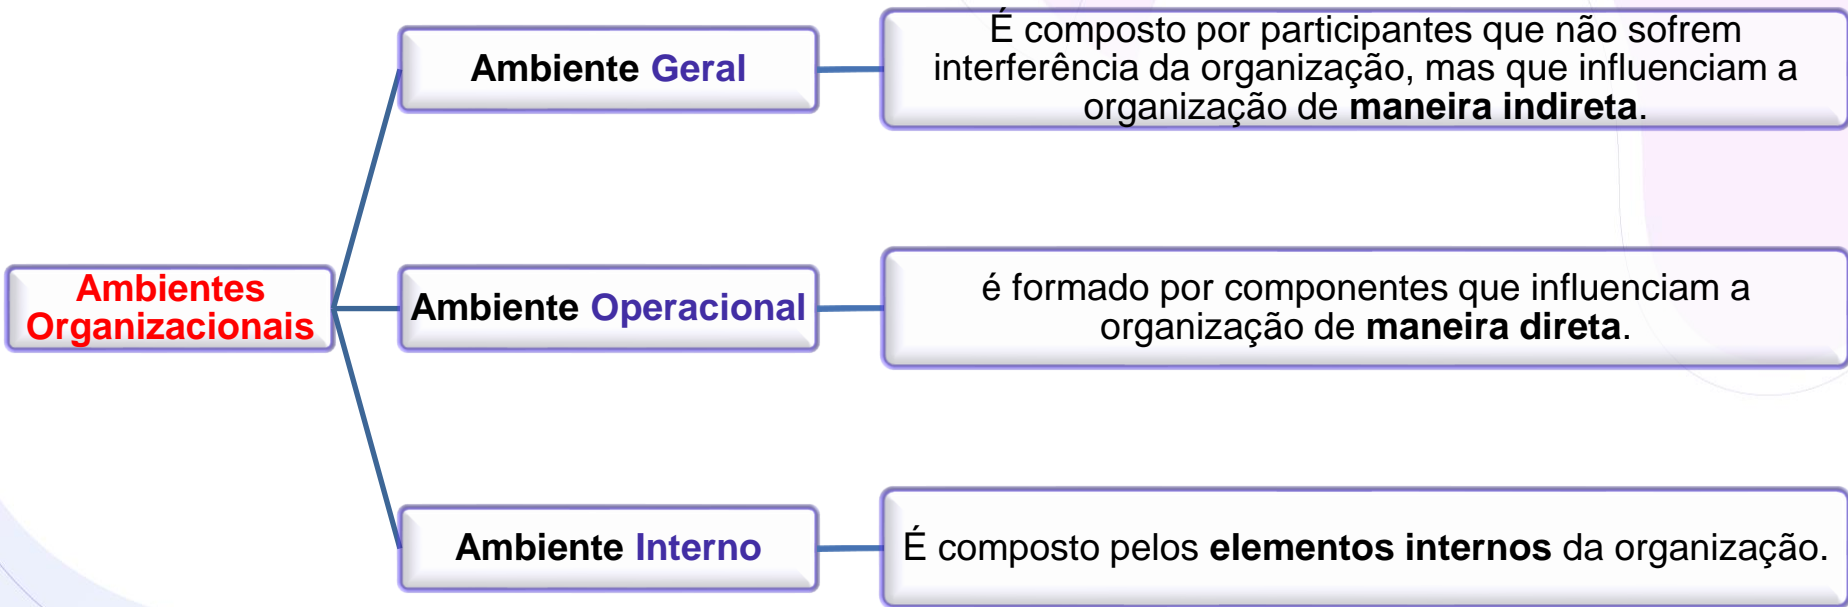 Ambientes
Organizacionais
Ambiente Geral
É composto por participantes que não sofrem
interferência da organização, mas que influenciam a
organização de maneira indireta.
Ambiente Operacional
é formado por componentes que influenciam a
organização de maneira direta.
Ambiente Interno
É composto pelos elementos internos da organização.